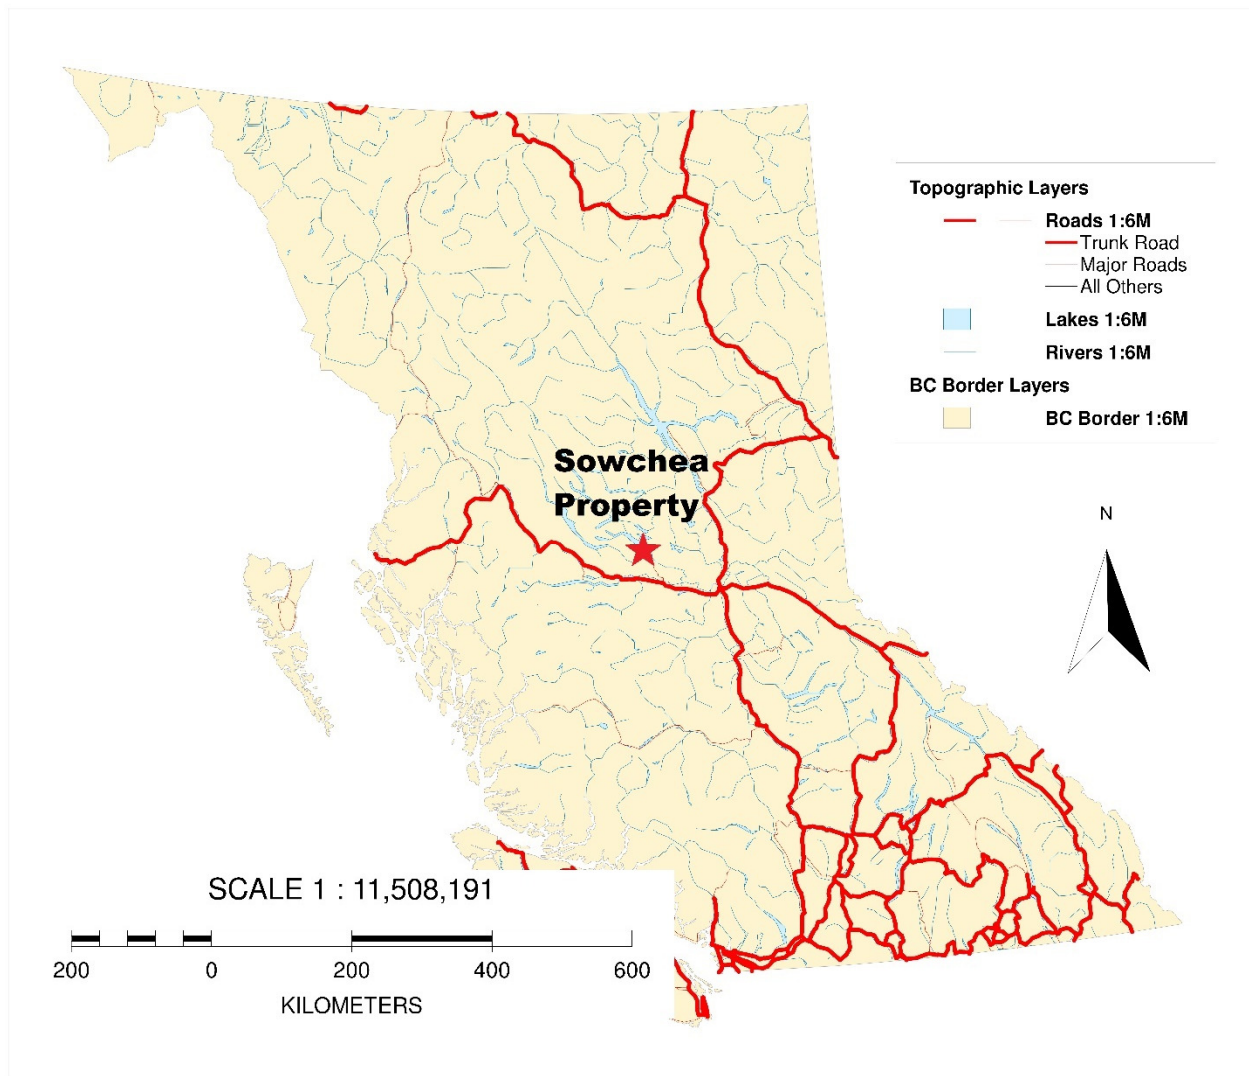 Topographic Layers
Roads 1:6M
Trunk Road
Major Roads
All Others
Lakes 1:6M
Rivers 1:6M
BC Border Layers
BC Border 1:6M
Sowchea
Property
N
SCALE 1 : 11,508,191
200 0 200 400 600
KILOMETERS